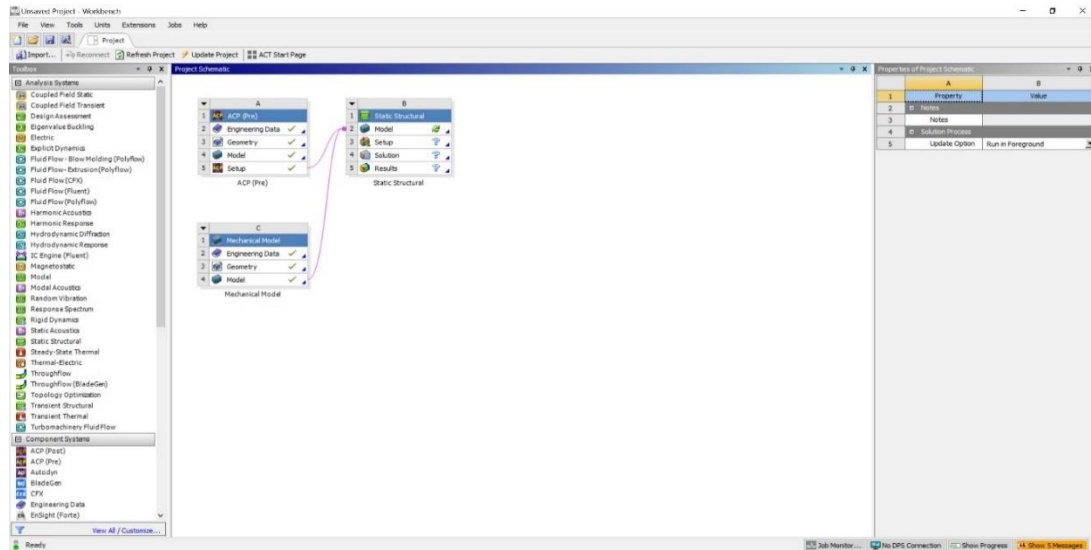 Unsaved Project - Workbench
File View Tools Units Extensions Jobs Help
Project
Import... Reconnect Refresh Project Update Project ACT Start Page
Toolbox
Analysis Systems
Coupled Field Static
Coupled Field Transient
Design Assessment
Eigenvalue Buckling
Electric
Explicit Dynamics
Fluid Flow - Blow Molding (Polyflow)
Fluid Flow - Extrusion (Polyflow)
Fluid Flow (CFX)
Fluid Flow (Fluent)
Fluid Flow (Polyflow)
Harmonic Acoustics
Harmonic Response
Hydrodynamic Diffraction
Hydrodynamic Response
IC Engine (Fluent)
Magnetostatic
Modal
Modal Acoustics
Random Vibration
Response Spectrum
Rigid Dynamics
Static Acoustics
Static Structural
Steady-State Thermal
Thermal-Electric
Throughflow
Throughflow (BladeGen)
Topology Optimization
Transient Structural
Transient Thermal
Turbomachinery Fluid Flow
Component Systems
ACP (Post)
ACP (Pre)
Autodyn
BladeGen
CFX
Engineering Data
EnSight (Forte)
View All / Customize...
Project Schematic
A
1 ACP (Pre)
2 Engineering Data
3 Geometry
4 Model
5 Setup
ACP (Pre)
B
1 Static Structural
2 Model
3 Setup
4 Solution
5 Results
Static Structural
C
1 Mechanical Model
2 Engineering Data
3 Geometry
4 Model
Mechanical Model
Properties of Project Schematic
A B
1 Property Value
2 Notes
3 Notes
4 Solution Process
5 Update Option Run in Foreground
Ready
Job Monitor... No DPS Connection Show Progress Show 5 Messages